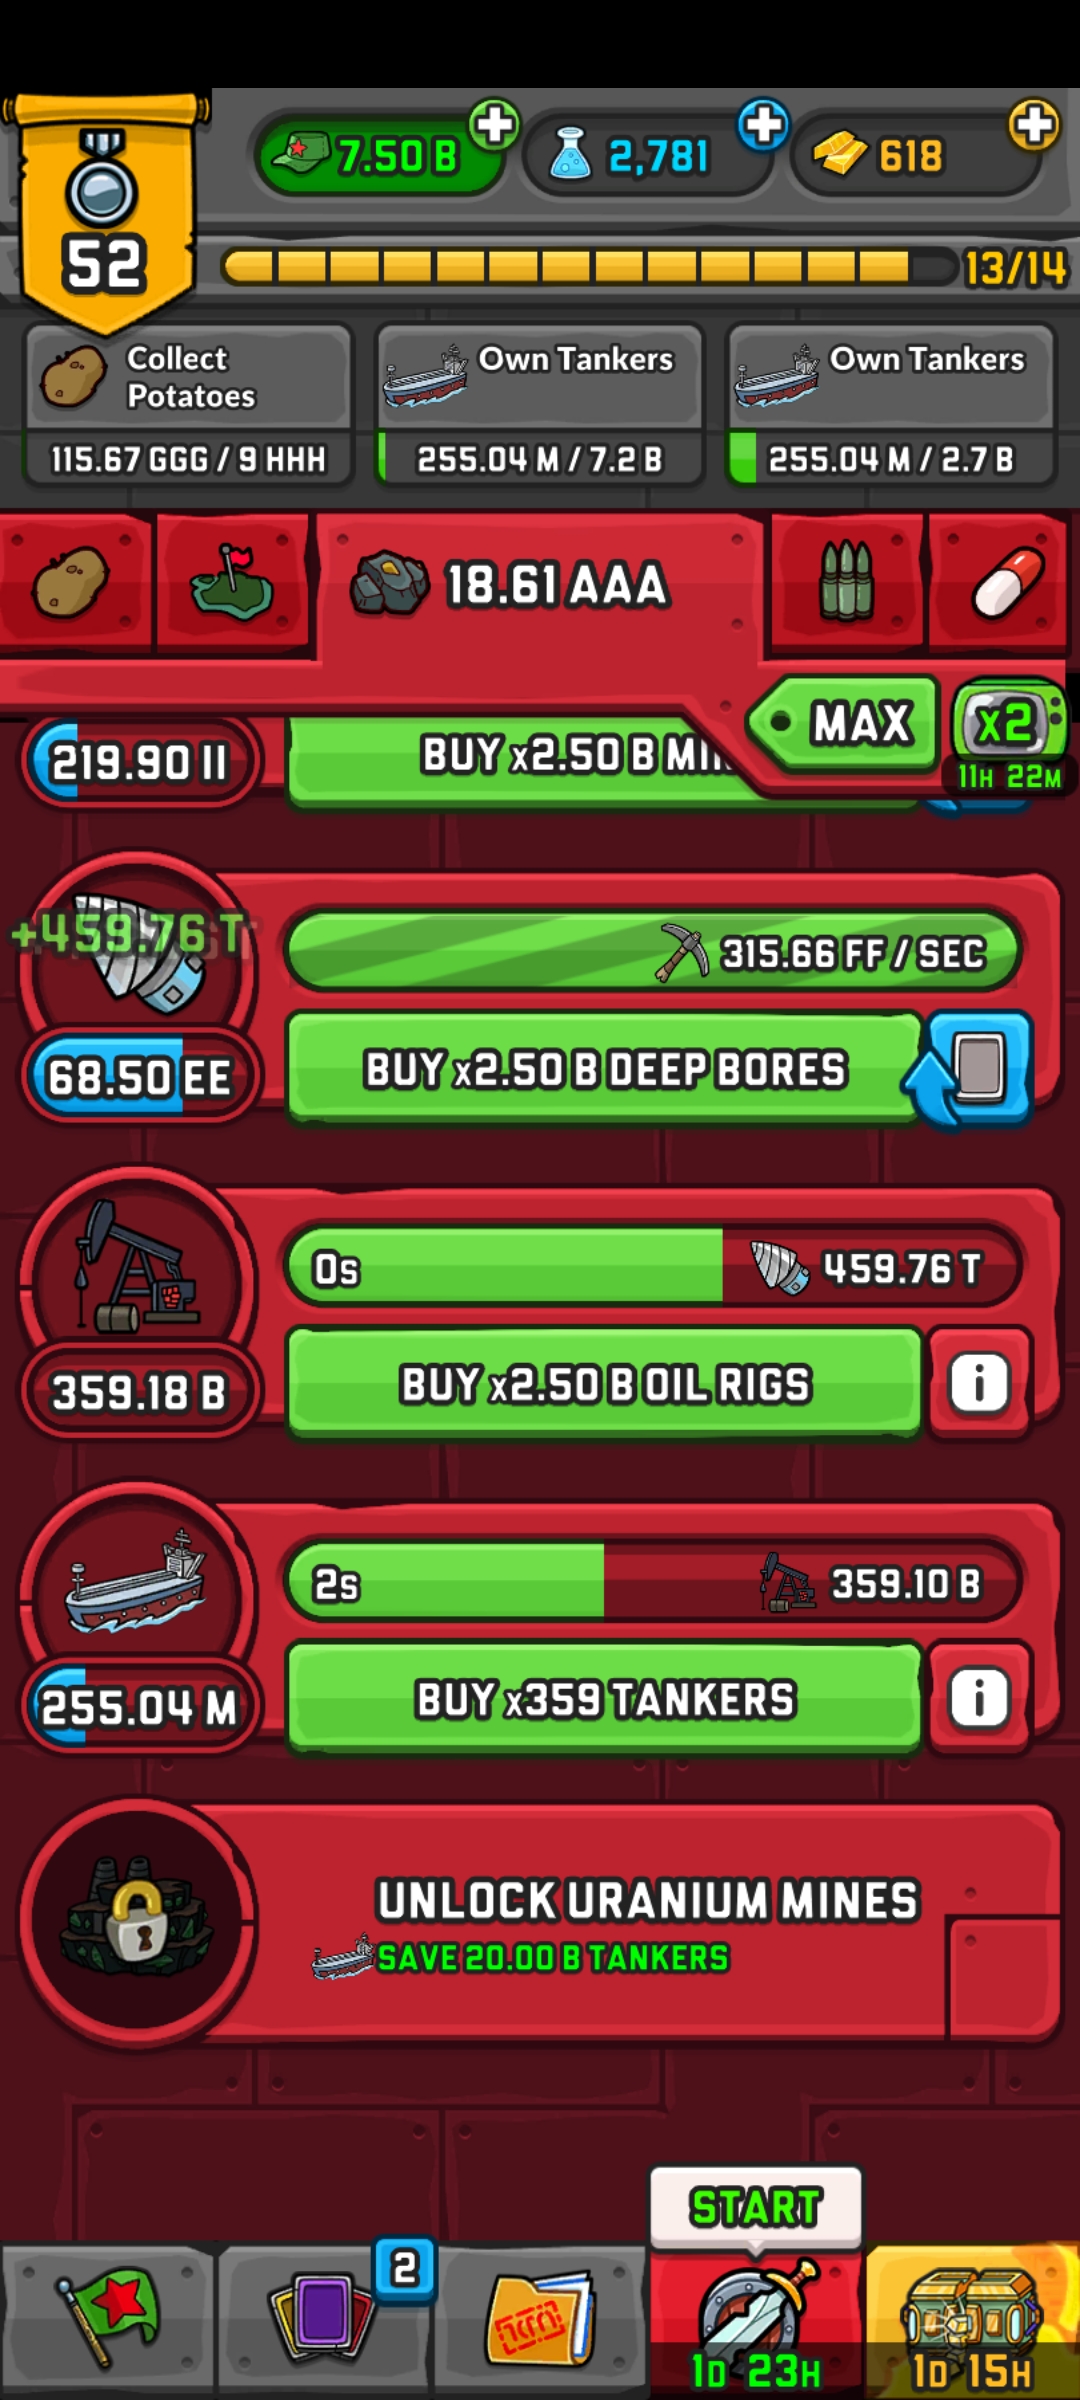 7.50 B
2,781
618
52
13/14
Collect
Potatoes
115.67 GGG / 9 HHH
Own Tankers
255.04 M / 7.2 B
Own Tankers
255.04 M / 2.7 B
18.61 AAA
MAX
x2
11H 22M
219.90 II
BUY x2.50 B
+459.76 T
315.66 FF / SEC
68.50 EE
BUY x2.50 B DEEP BORES
0s
459.76 T
359.18 B
BUY x2.50 B OIL RIGS
i
2s
359.10 B
255.04 M
BUY x359 TANKERS
i
UNLOCK URANIUM MINES
SAVE 20.00 B TANKERS
START
2
1D 23H
1D 15H